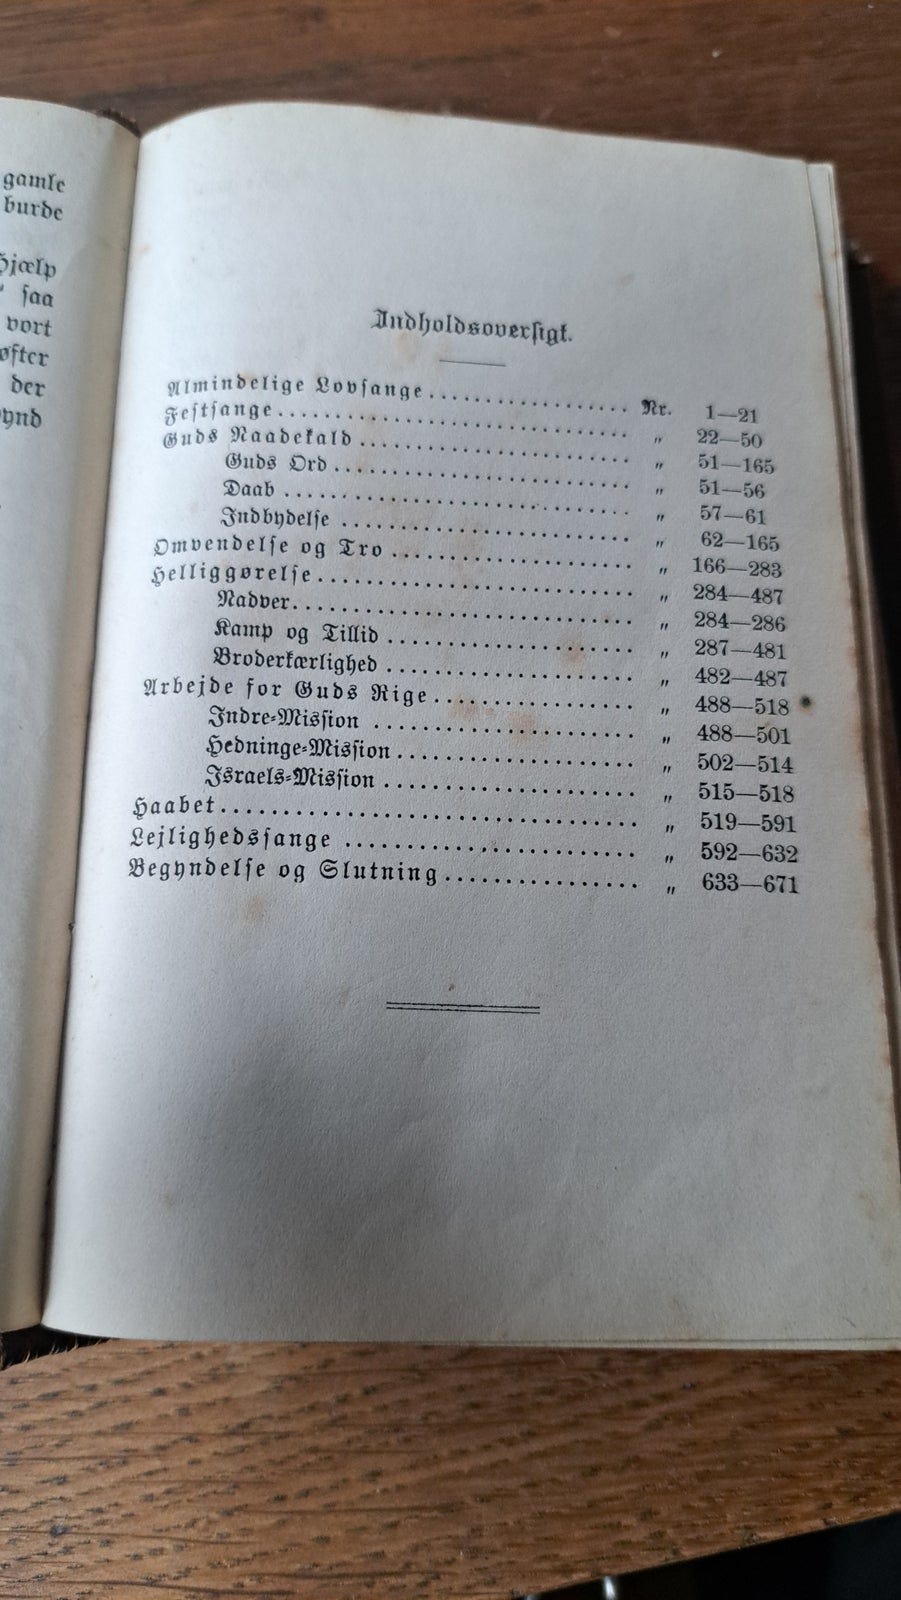 gamle
burde
Hjælp
saa
vort
ofter
der
ynd
Indholdsoversigt.
Almindelige Lovsange.................... Nr. 1—21
Festsange.................................... „ 22—50
Guds Naadekald............................ „ 51—165
Guds Ord............................ „ 51—56
Daab ................................ „ 57—61
Indbydelse ........................... „ 62—165
Omvendelse og Tro........................ „ 166—283
Helliggørelse................................ „ 284—487
Nadver................................ „ 284—286
Kamp og Tillid ....................... „ 287—481
Broderkærlighed ...................... „ 482—487
Arbejde for Guds Rige.................... „ 488—518
Indre-Mission ........................ „ 488—501
Hedninge-Mission..................... „ 502—514
Israels-Mission ....................... „ 515—518
Haabet........................................ „ 519—591
Lejlighedssange ............................ „ 592—632
Begyndelse og Slutning.................. „ 633—671